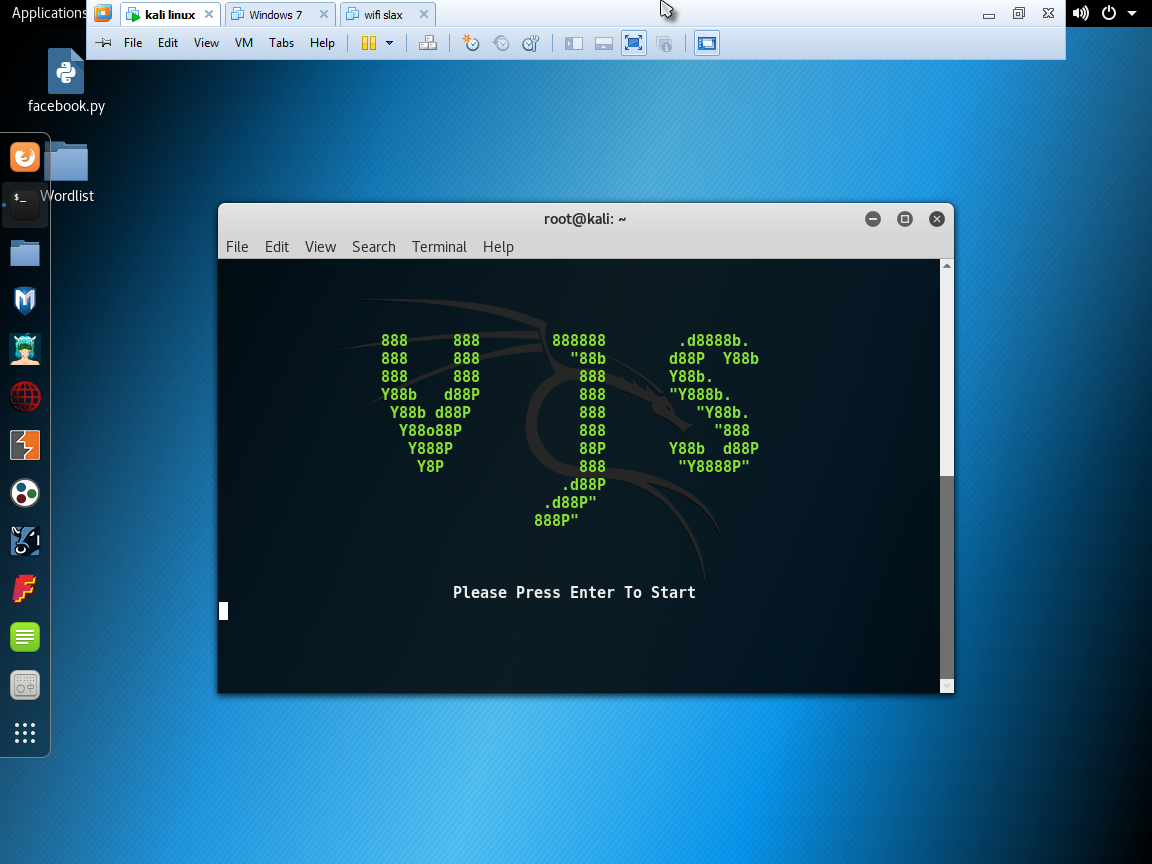 Applications
kali linux
Windows 7
wifi slax
File Edit View VM Tabs Help
facebook.py
Wordlist
root@kali: ~
File Edit View Search Terminal Help
888     888        888888        .d8888b.
888     888          "88b       d88P  Y88b
888     888           888       Y88b.
Y88b   d88P           888       "Y888b.
 Y88b d88P            888          "Y88b.
  Y88o88P             888            "888
   Y888P              88P       Y88b  d88P
    Y8P               888        "Y8888P"
                    .d88P
                  .d88P"
                 888P"
Please Press Enter To Start